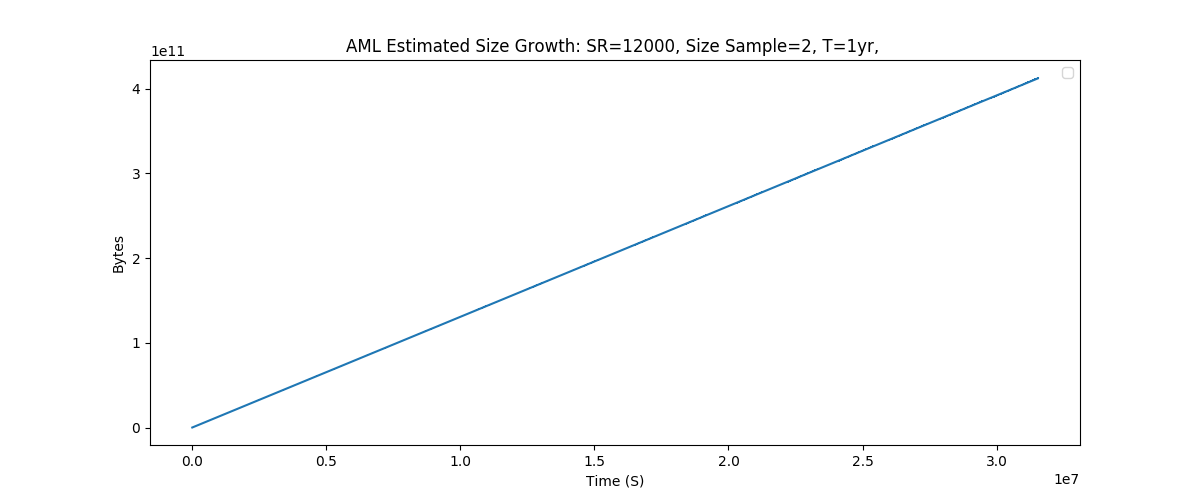 AML Estimated Size Growth: SR=12000, Size Sample=2, T=1yr,
1e11
4
3
2
1
0
Bytes
0.0 0.5 1.0 1.5 2.0 2.5 3.0
1e7
Time (S)